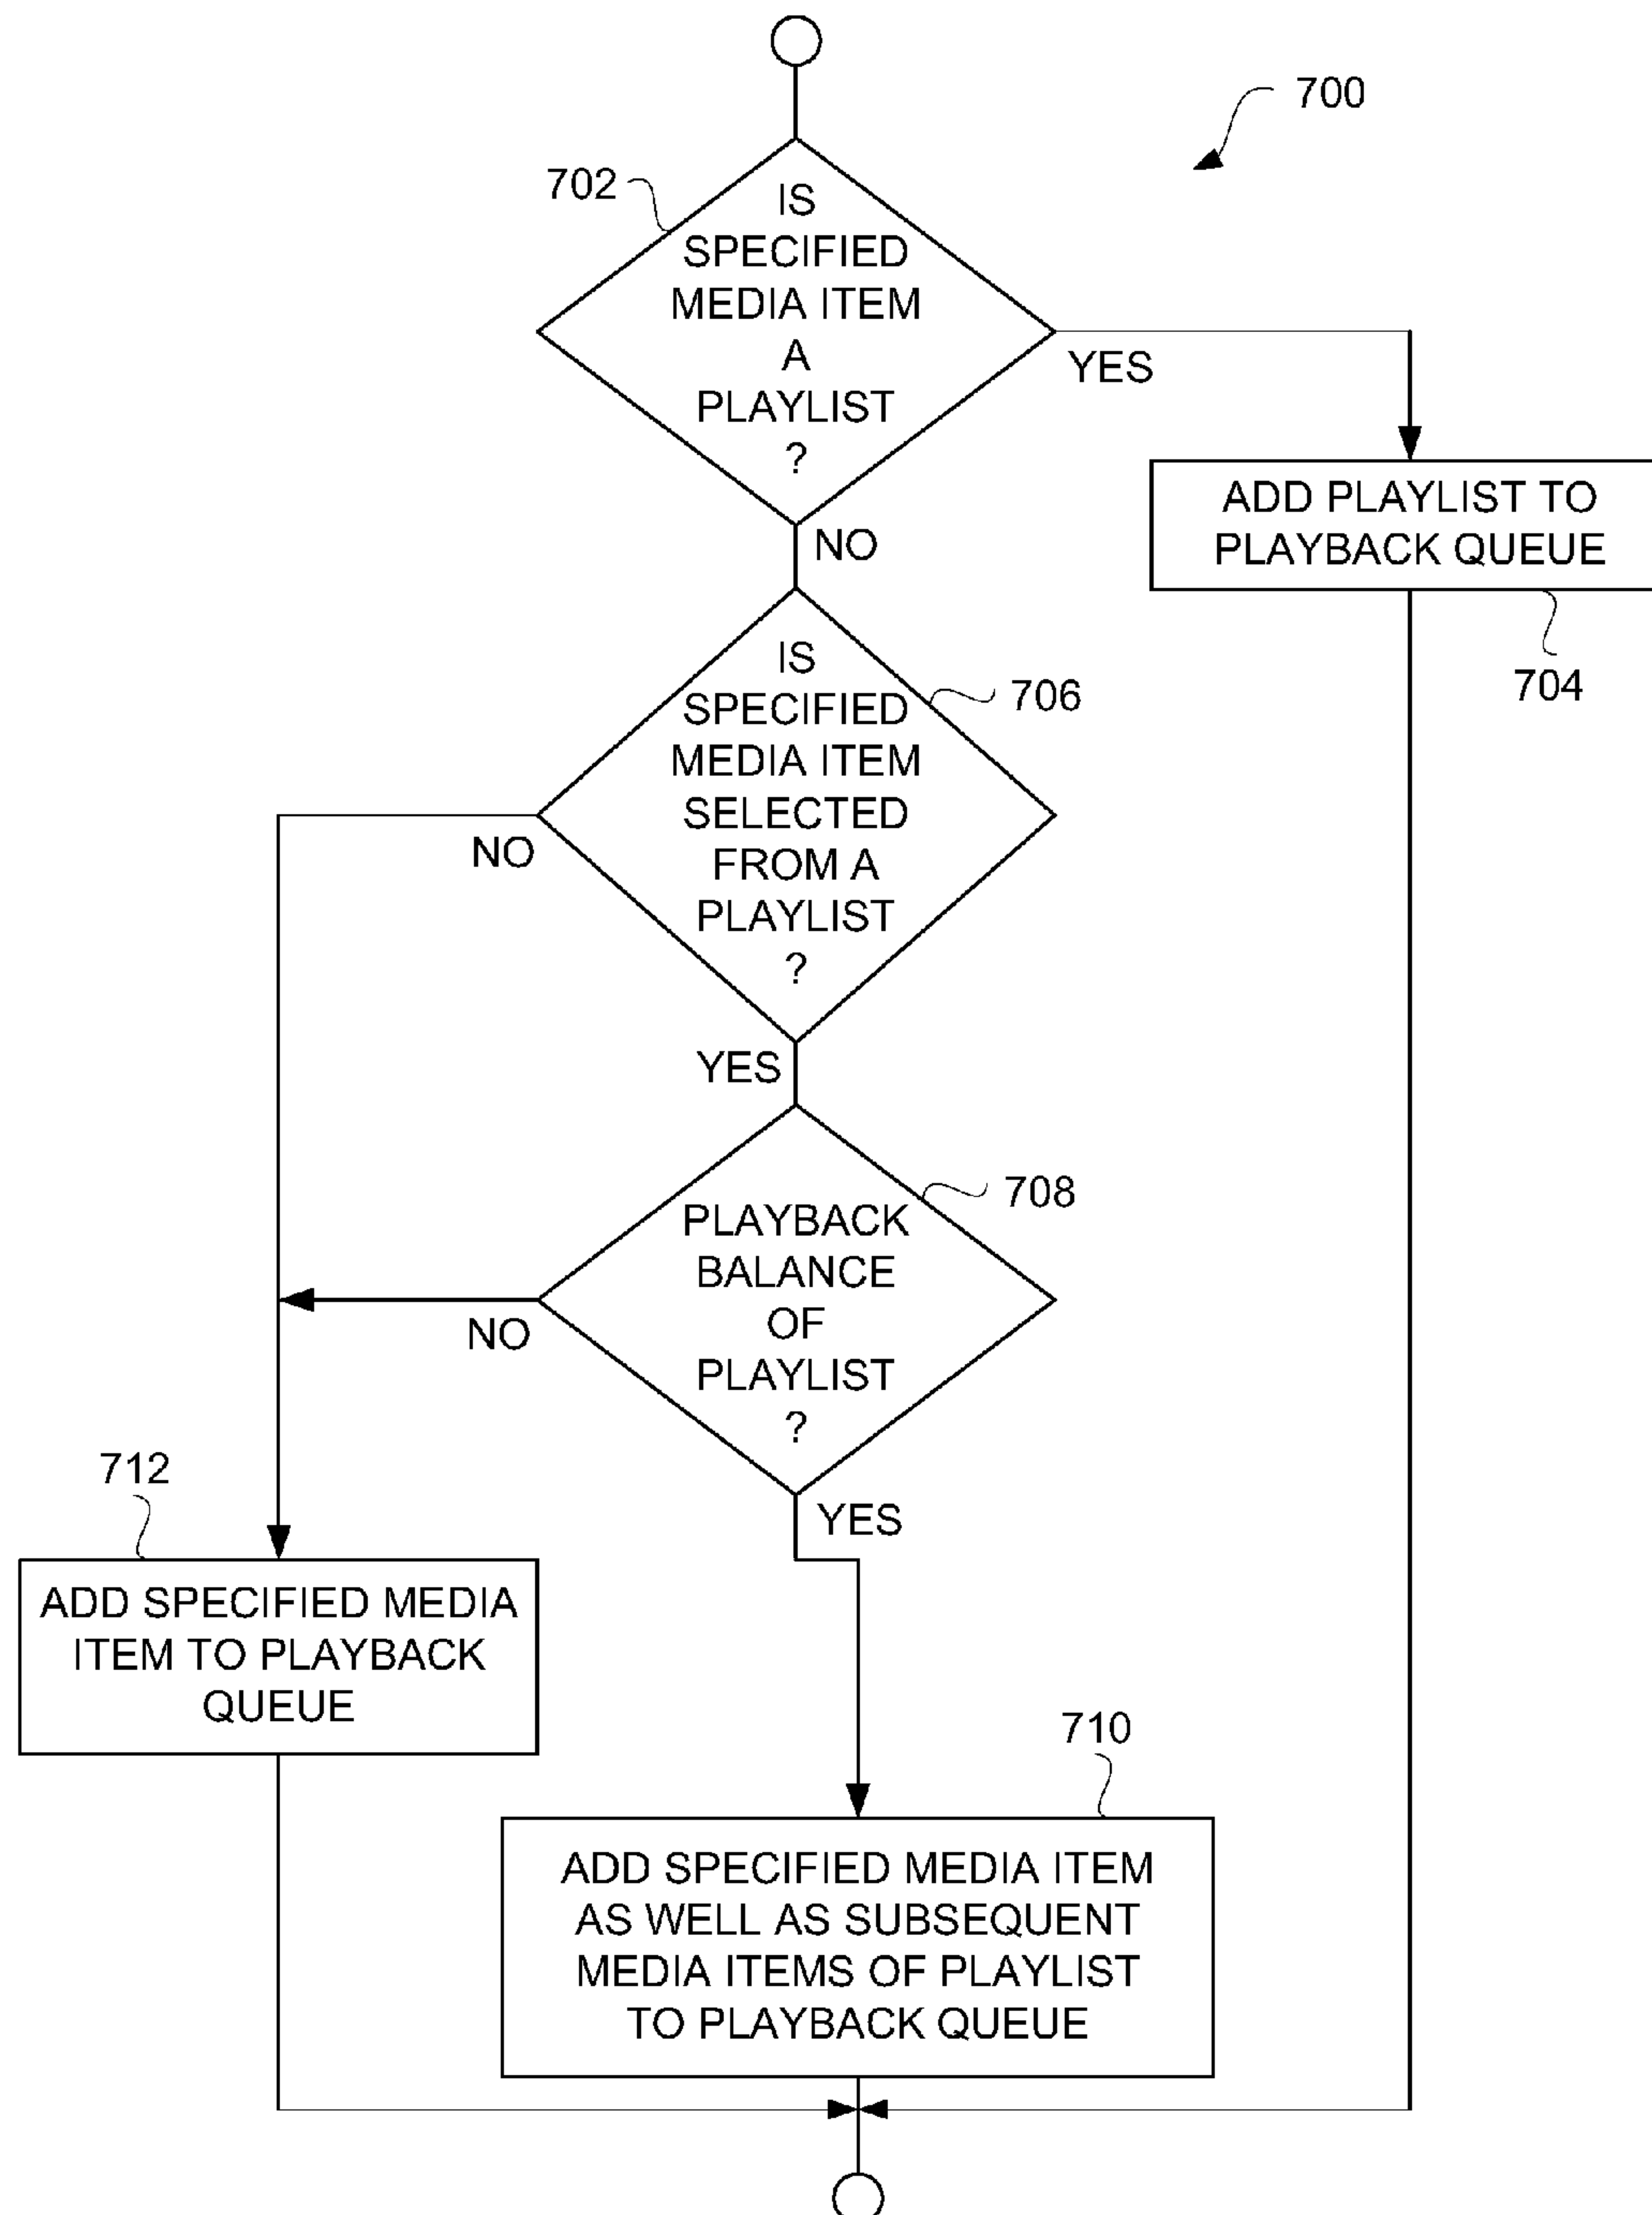 700
702
IS
SPECIFIED
MEDIA ITEM
A
PLAYLIST
?
YES
NO
ADD PLAYLIST TO
PLAYBACK QUEUE
704
IS
SPECIFIED
MEDIA ITEM
SELECTED
FROM A
PLAYLIST
?
706
NO
YES
708
PLAYBACK
BALANCE
OF
PLAYLIST
?
NO
YES
712
ADD SPECIFIED MEDIA
ITEM TO PLAYBACK
QUEUE
710
ADD SPECIFIED MEDIA ITEM
AS WELL AS SUBSEQUENT
MEDIA ITEMS OF PLAYLIST
TO PLAYBACK QUEUE